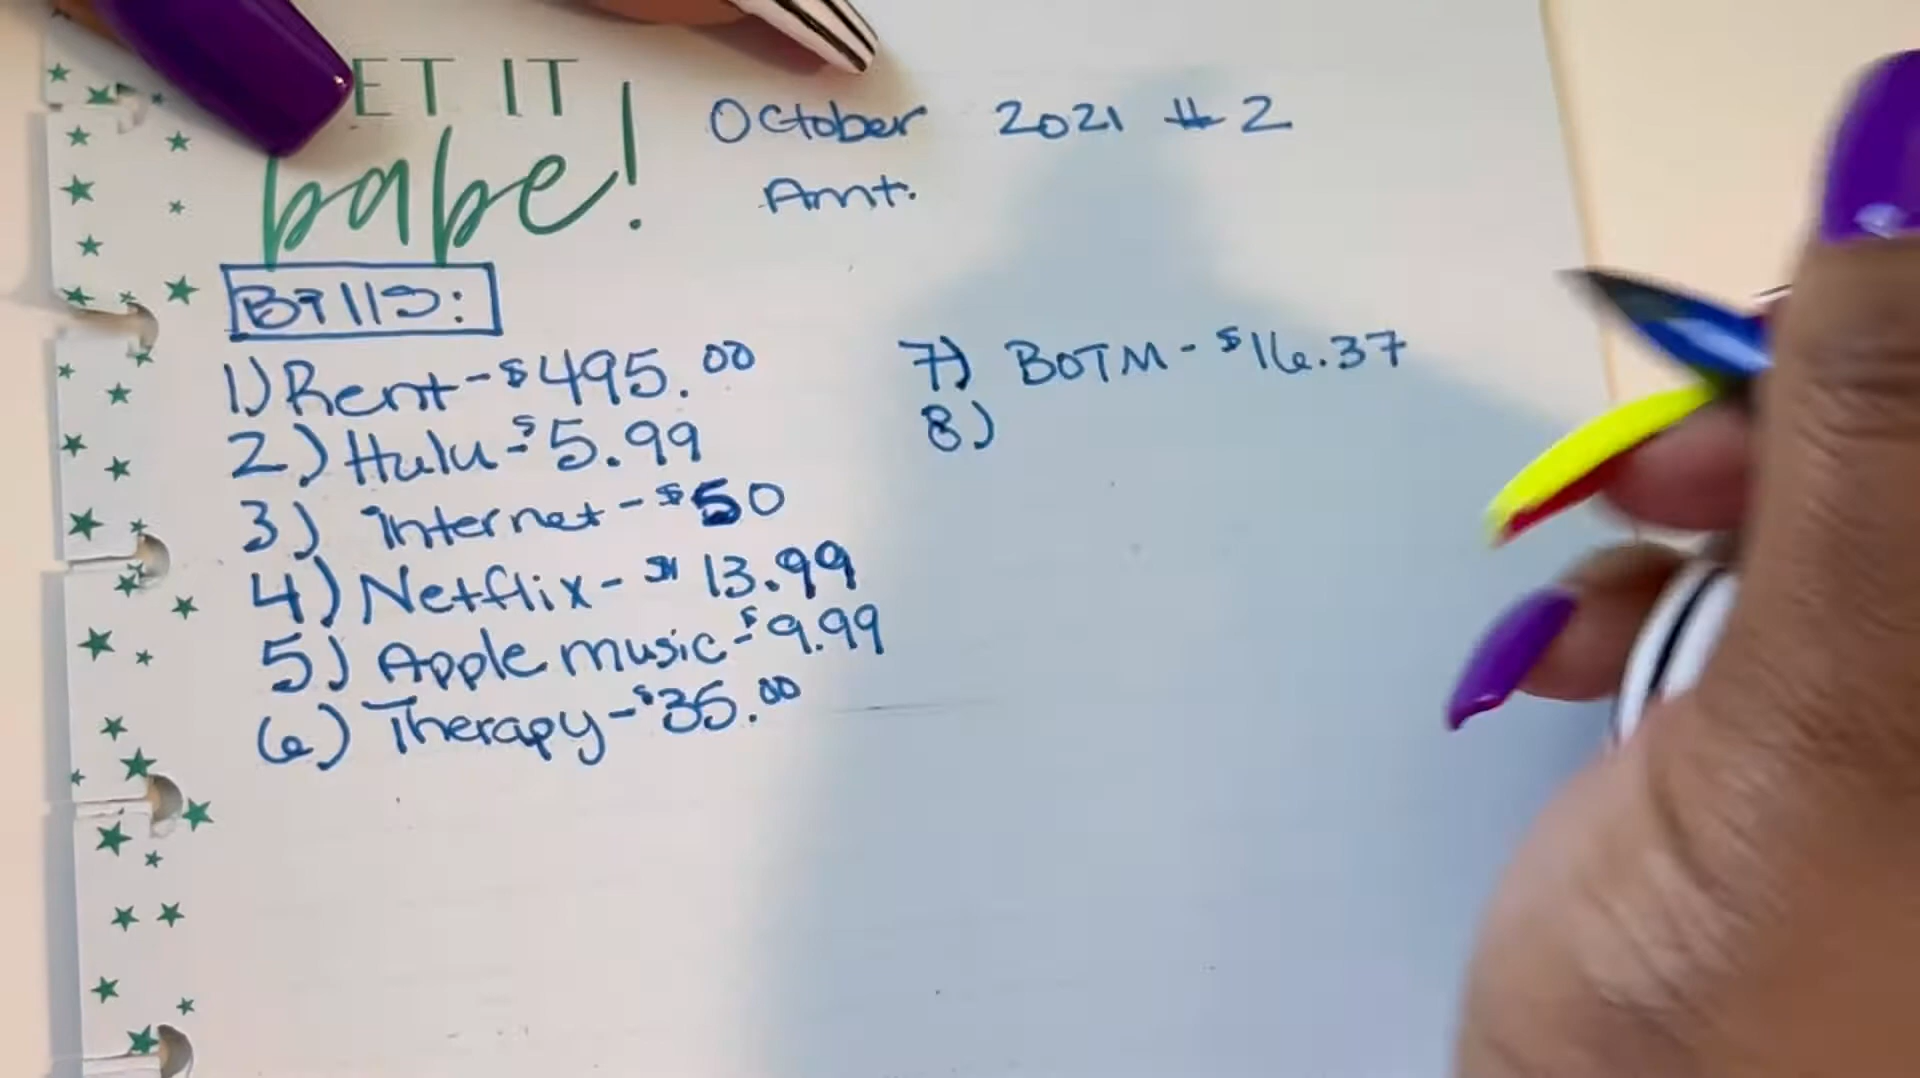 ET IT
babe!
October 2021 #2
Amt.
Bills:
1) Rent - $495.00
2) Hulu - $5.99
3) internet - $50
4) Netflix - $13.99
5) Apple music - $9.99
6) Therapy - $35.00
7) BOTM - $16.37
8)